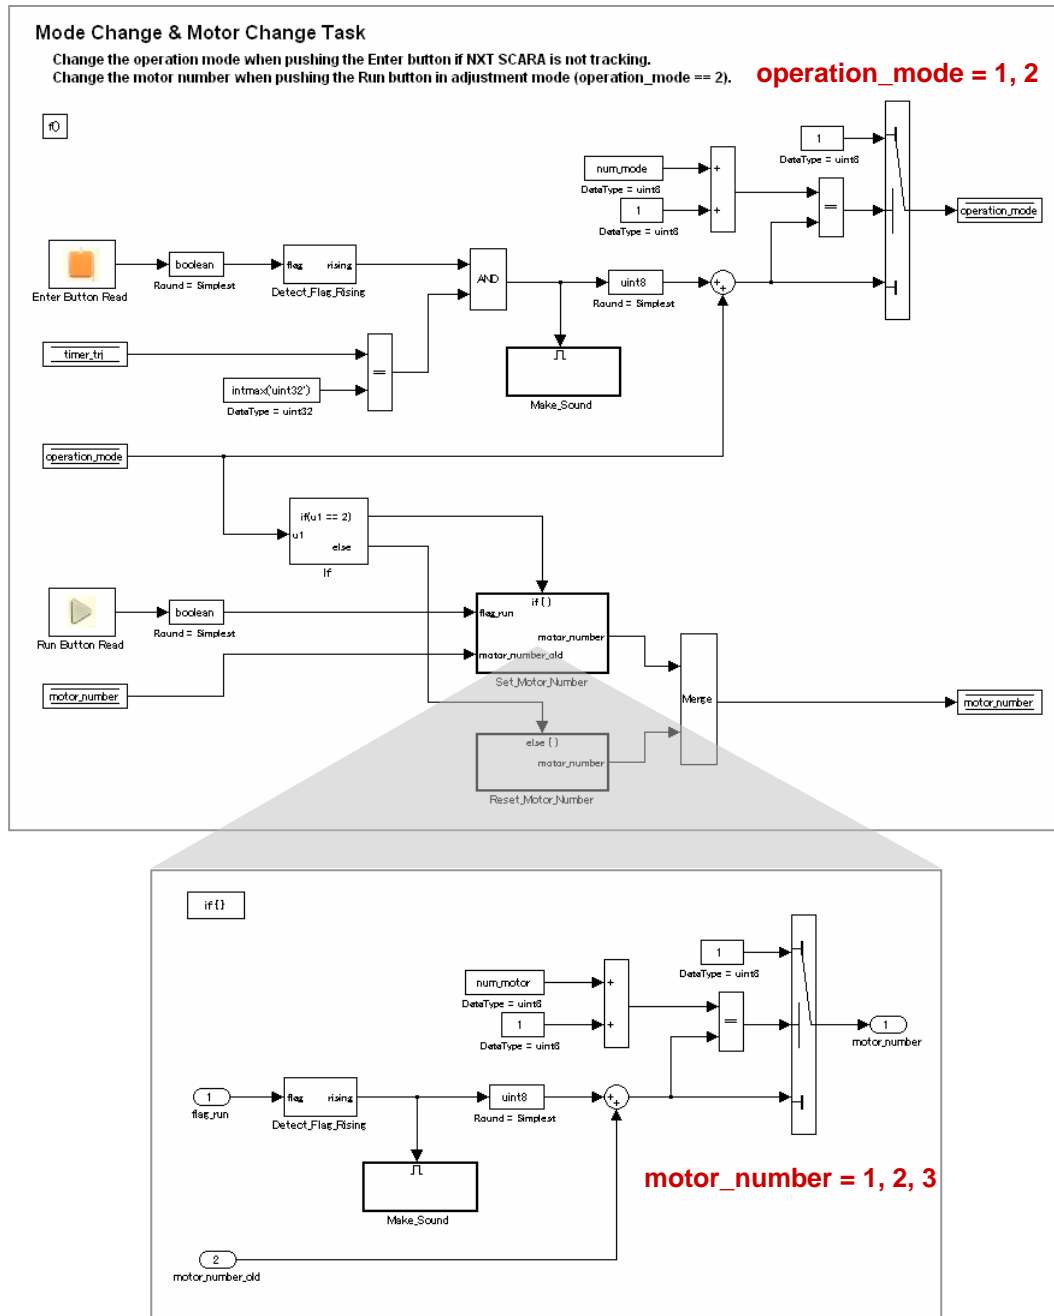 Mode Change & Motor Change Task
Change the operation mode when pushing the Enter button if NXT SCARA is not tracking.
Change the motor number when pushing the Run button in adjustment mode (operation_mode == 2).
operation_mode = 1, 2
f()
1
DataType = uint8
num_mode
DataType = uint8
1
DataType = uint8
+
+
==
operation_mode
Enter Button Read
boolean
Round = Simplest
flag rising
Detect_Flag_Rising
AND
uint8
Round = Simplest
+
+
timer_trj
intmax('uint32')
DataType = uint32
==
Make_Sound
operation_mode
if(u1 == 2)
u1
else
If
Run Button Read
boolean
Round = Simplest
if { }
flag_run
motor_number
motor_number_old
Set_Motor_Number
motor_number
Merge
motor_number
else { }
motor_number
Reset_Motor_Number
if { }
1
DataType = uint8
num_motor
DataType = uint8
1
DataType = uint8
+
+
==
1
motor_number
1
flag_run
flag rising
Detect_Flag_Rising
uint8
Round = Simplest
+
+
Make_Sound
motor_number = 1, 2, 3
2
motor_number_old